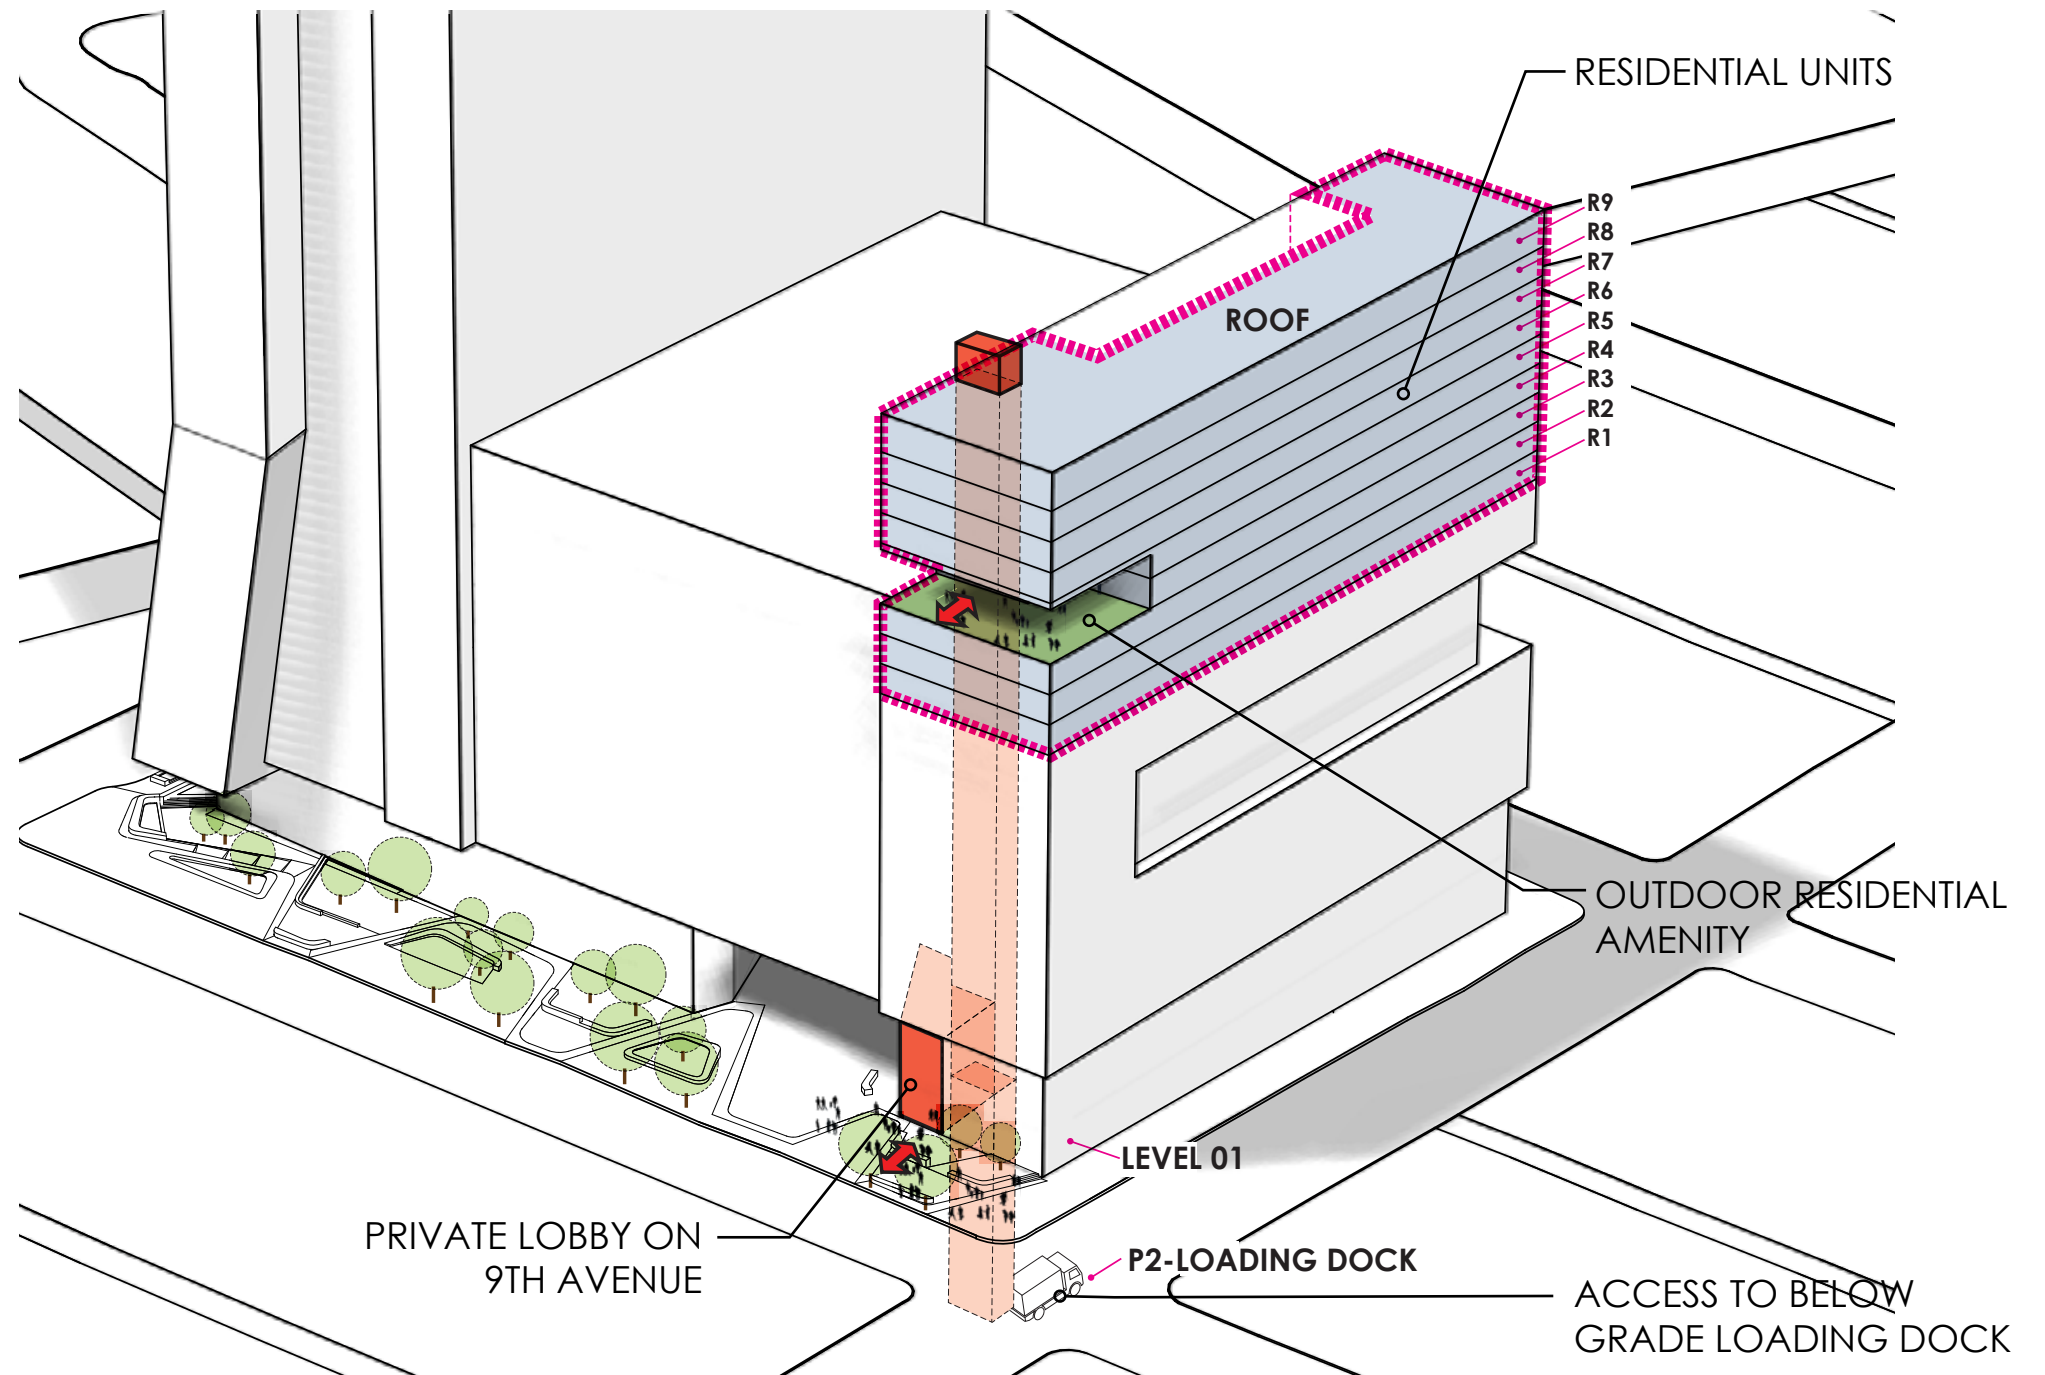 RESIDENTIAL UNITS
R9
R8
R7
R6
R5
R4
R3
R2
R1
ROOF
OUTDOOR RESIDENTIAL
AMENITY
LEVEL 01
PRIVATE LOBBY ON
9TH AVENUE
P2-LOADING DOCK
ACCESS TO BELOW
GRADE LOADING DOCK